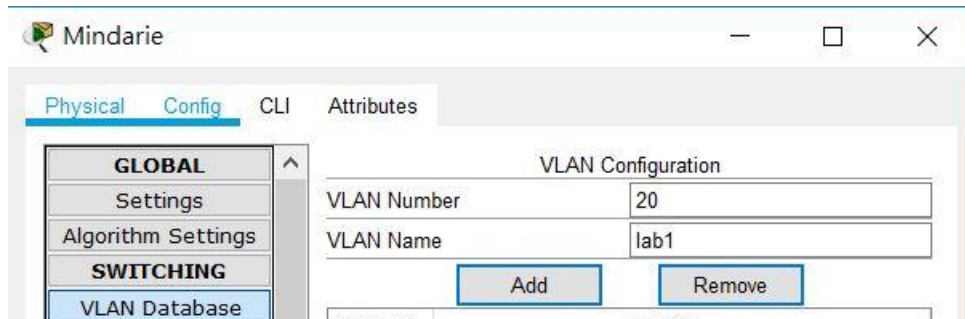 Mindarie
Physical Config CLI Attributes
GLOBAL
Settings
Algorithm Settings
SWITCHING
VLAN Database
VLAN Configuration
VLAN Number 20
VLAN Name lab1
Add Remove